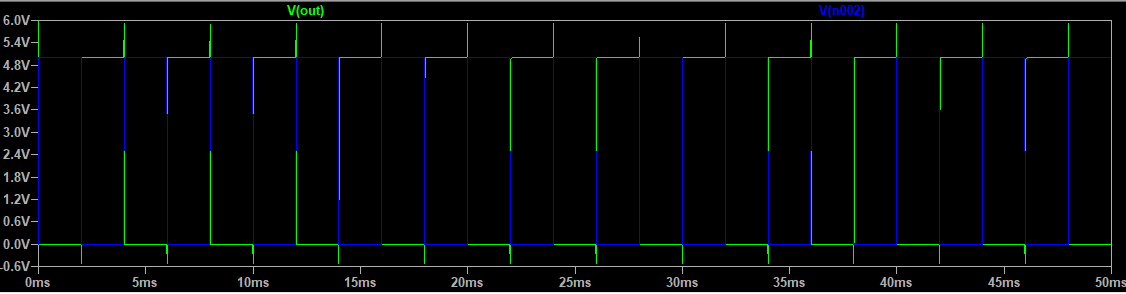 V(out) V(n002)
6.0V
5.4V
4.8V
4.2V
3.6V
3.0V
2.4V
1.8V
1.2V
0.6V
0.0V
-0.6V
0ms 5ms 10ms 15ms 20ms 25ms 30ms 35ms 40ms 45ms 50ms